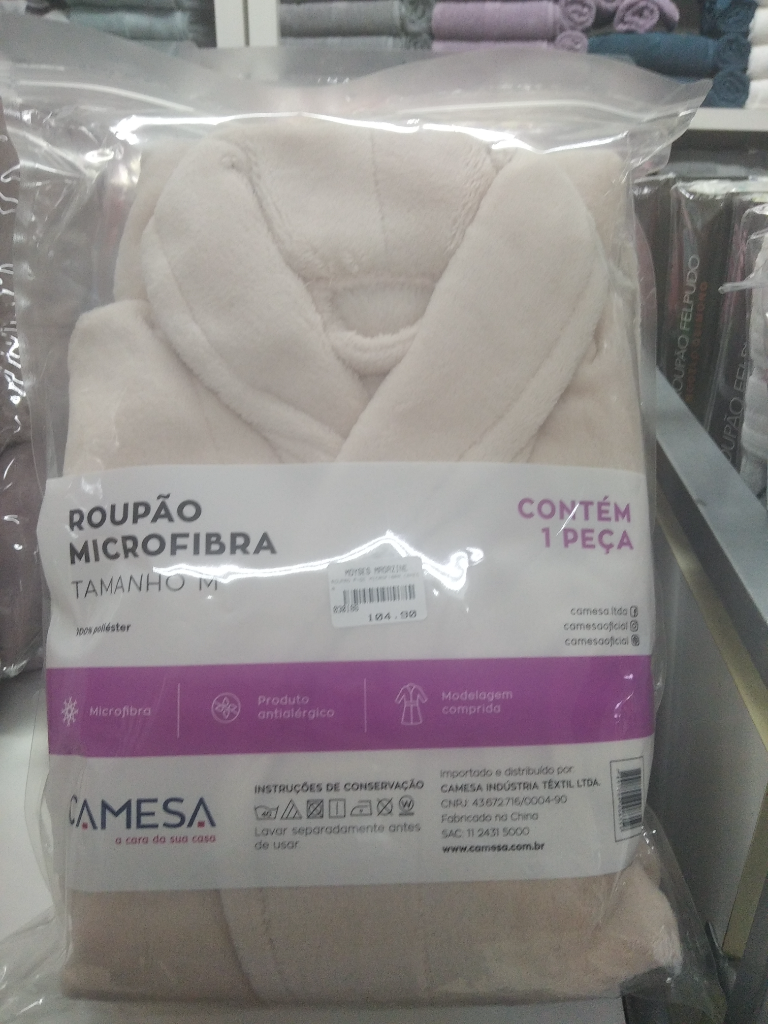 ROUPÃO
MICROFIBRA
TAMANHO M
100% poliéster
CONTÉM
1 PEÇA
MOYSES
104.90
camesa.ltda
camesaoficial
camesaoficial
Microfibra
Produto
antialérgico
Modelagem
comprida
CAMESA
a cara da sua casa
INSTRUÇÕES DE CONSERVAÇÃO
Lavar separadamente antes
de usar.
Importado e distribuído por:
CAMESA INDÚSTRIA TÊXTIL LTDA.
CNPJ: 43.672.716/0004-90
Fabricado na China
SAC: 11 2431 5000
www.camesa.com.br
ROUPÃO FELPUDO